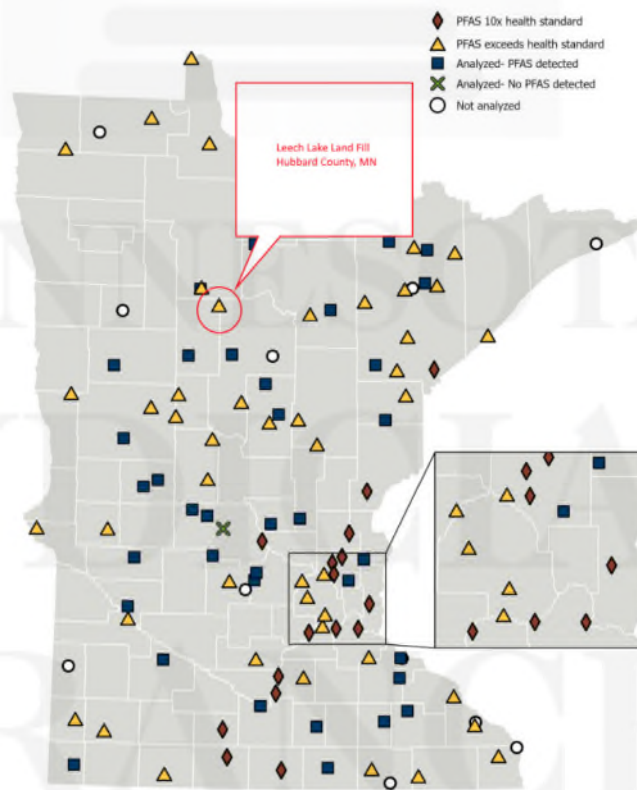 PFAS 10x health standard
PFAS exceeds health standard
Analyzed- PFAS detected
Analyzed- No PFAS detected
Not analyzed
Leech Lake Land Fill
Hubbard County, MN